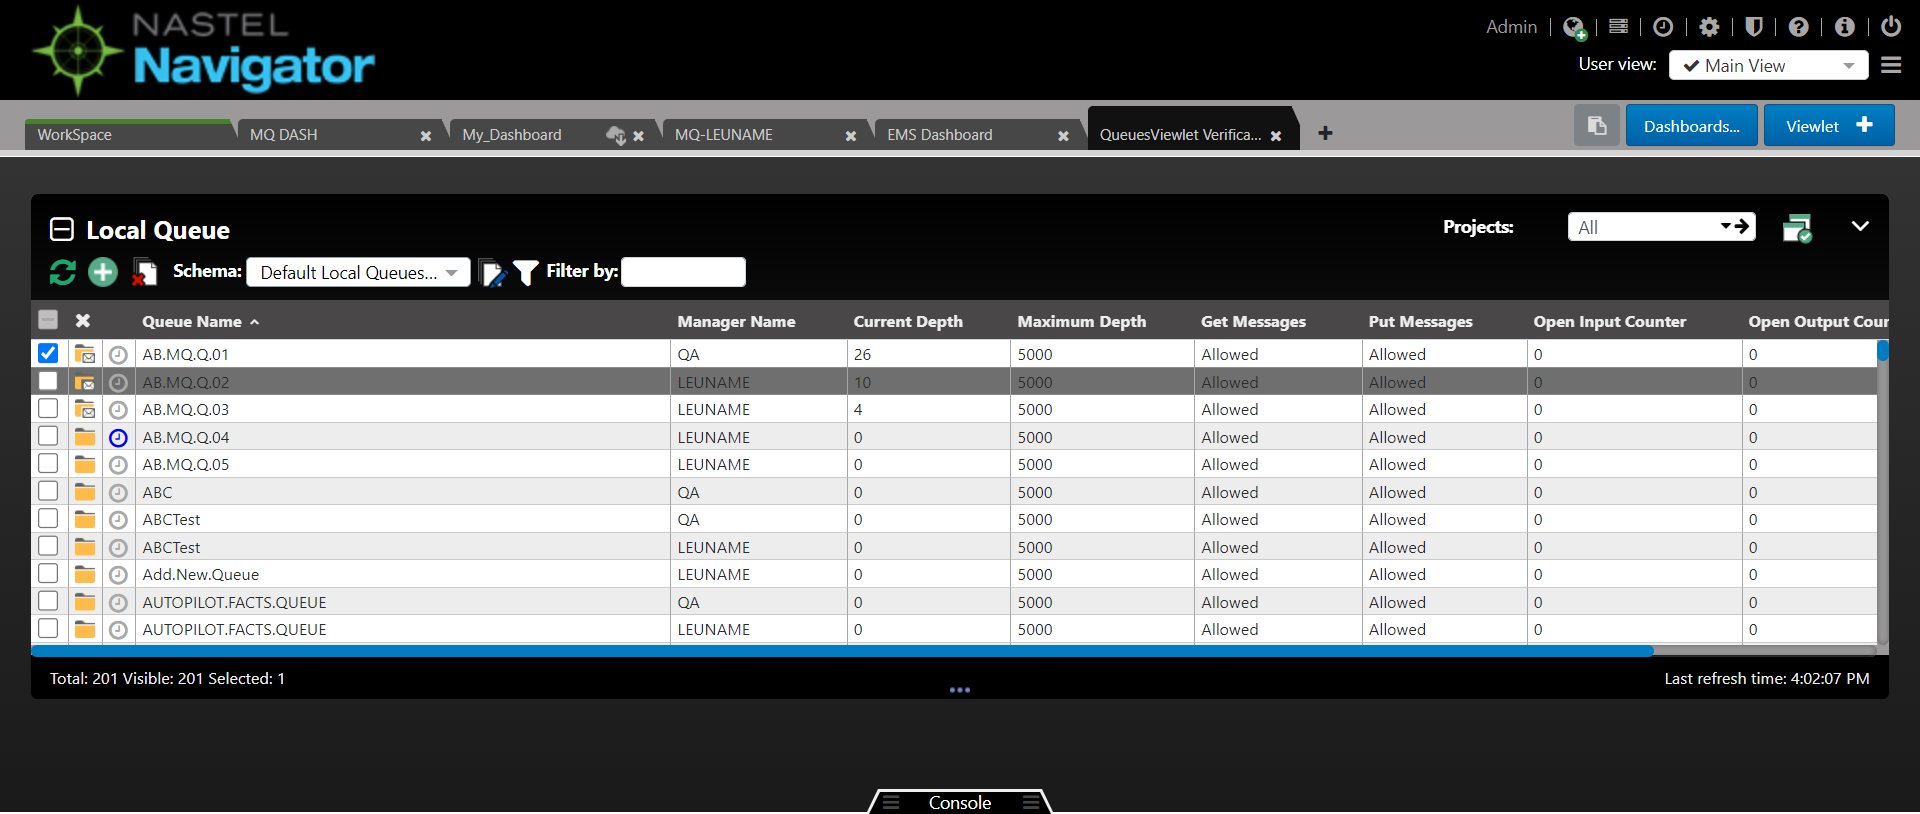 NASTEL
Navigator
Admin
User view: Main View
WorkSpace MQ DASH My_Dashboard MQ-LEUNAME EMS Dashboard QueuesViewlet Verifica... Dashboards... Viewlet
Local Queue Projects: All
Schema: Default Local Queues... Filter by:
Queue Name Manager Name Current Depth Maximum Depth Get Messages Put Messages Open Input Counter Open Output Coun
AB.MQ.Q.01 QA 26 5000 Allowed Allowed 0 0
AB.MQ.Q.02 LEUNAME 10 5000 Allowed Allowed 0 0
AB.MQ.Q.03 LEUNAME 4 5000 Allowed Allowed 0 0
AB.MQ.Q.04 LEUNAME 0 5000 Allowed Allowed 0 0
AB.MQ.Q.05 LEUNAME 0 5000 Allowed Allowed 0 0
ABC QA 0 5000 Allowed Allowed 0 0
ABCTest QA 0 5000 Allowed Allowed 0 0
ABCTest LEUNAME 0 5000 Allowed Allowed 0 0
Add.New.Queue LEUNAME 0 5000 Allowed Allowed 0 0
AUTOPILOT.FACTS.QUEUE QA 0 5000 Allowed Allowed 0 0
AUTOPILOT.FACTS.QUEUE LEUNAME 0 5000 Allowed Allowed 0 0
Total: 201 Visible: 201 Selected: 1 Last refresh time: 4:02:07 PM
Console